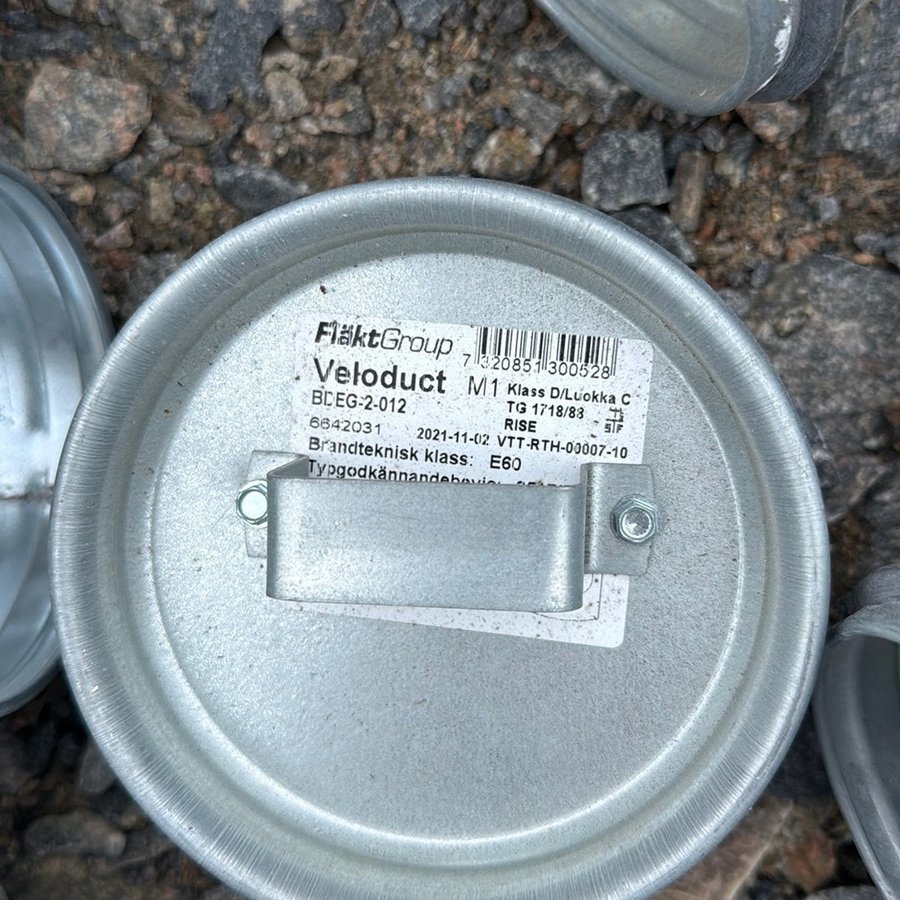 FläktGroup
7 320851 300528
Veloduct M1 Klass D/Luokka C
BDEG-2-012 TG 1718/88
6642031 RISE
2021-11-02 VTT-RTH-00007-10
Brandteknisk klass: E60
Typgodkännandebevis: